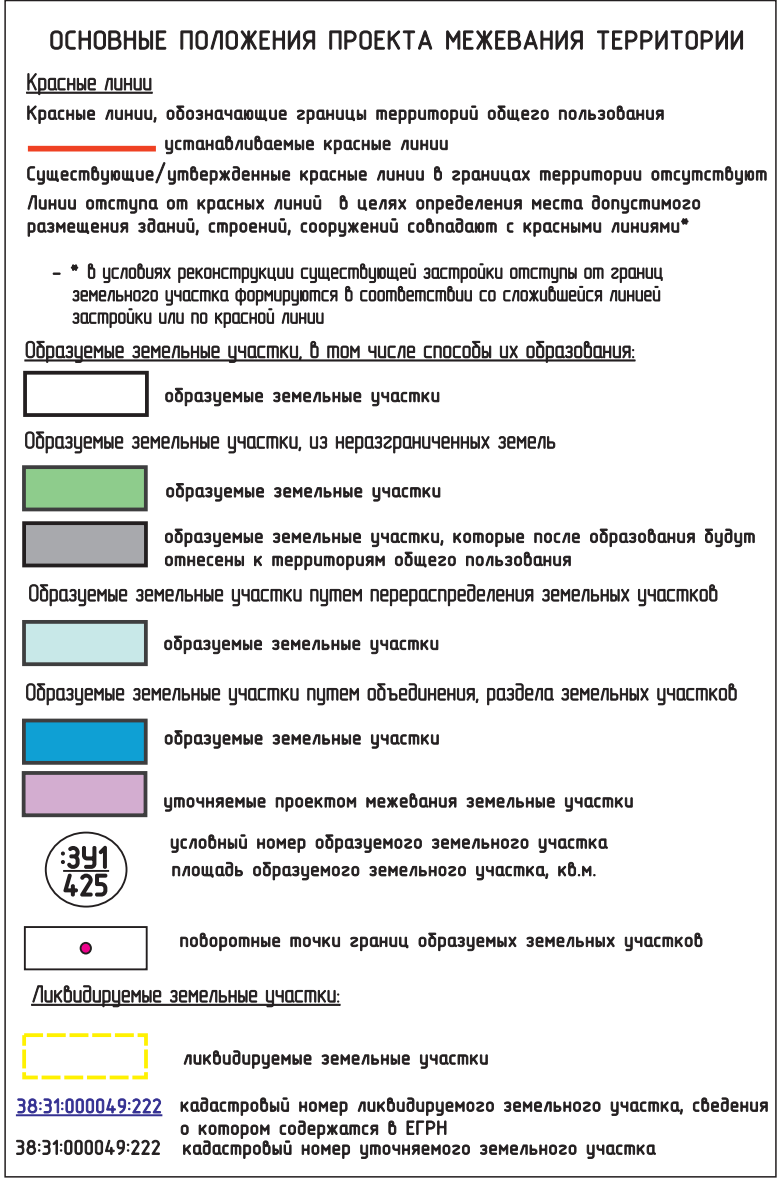 ОСНОВНЫЕ ПОЛОЖЕНИЯ ПРОЕКТА МЕЖЕВАНИЯ ТЕРРИТОРИИ
Красные линии
Красные линии, обозначающие границы территорий общего пользования
устанавливаемые красные линии
Существующие/утвержденные красные линии в границах территории отсутствуют
Линии отступа от красных линий в целях определения места допустимого
размещения зданий, строений, сооружений совпадают с красными линиями*
- * в условиях реконструкции существующей застройки отступы от границ
земельного участка формируются в соответствии со сложившейся линией
застройки или по красной линии
Образуемые земельные участки, в том числе способы их образования:
образуемые земельные участки
Образуемые земельные участки, из неразграниченных земель
образуемые земельные участки
образуемые земельные участки, которые после образования будут
отнесены к территориям общего пользования
Образуемые земельные участки путем перераспределения земельных участков
образуемые земельные участки
Образуемые земельные участки путем объединения, раздела земельных участков
образуемые земельные участки
уточняемые проектом межевания земельные участки
:ЗУ1
425
условный номер образуемого земельного участка
площадь образуемого земельного участка, кв.м.
поворотные точки границ образуемых земельных участков
Ликвидируемые земельные участки:
ликвидируемые земельные участки
38:31:000049:222 кадастровый номер ликвидируемого земельного участка, сведения
о котором содержатся в ЕГРН
38:31:000049:222 кадастровый номер уточняемого земельного участка